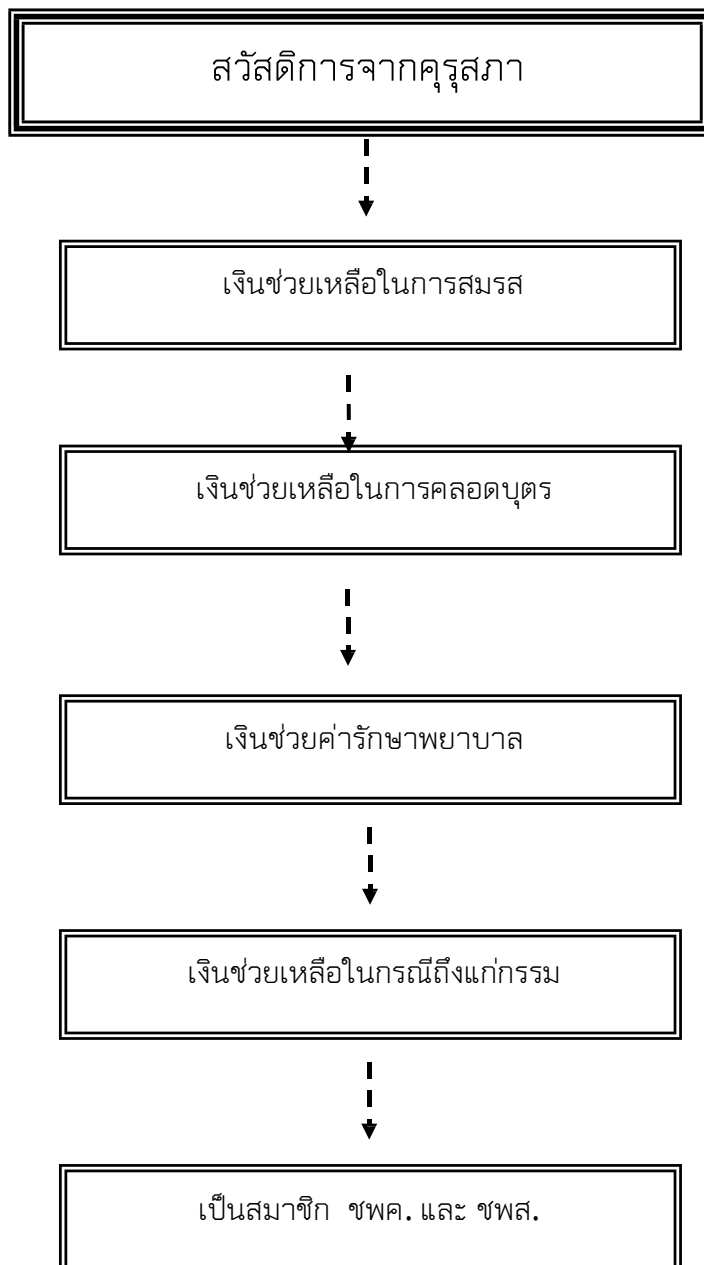 สวัสดิการจากคุรุสภา
เงินช่วยเหลือในการสมรส
เงินช่วยเหลือในการคลอดบุตร
เงินช่วยค่ารักษาพยาบาล
เงินช่วยเหลือในกรณีถึงแก่กรรม
เป็นสมาชิก ชพค. และ ชพส.